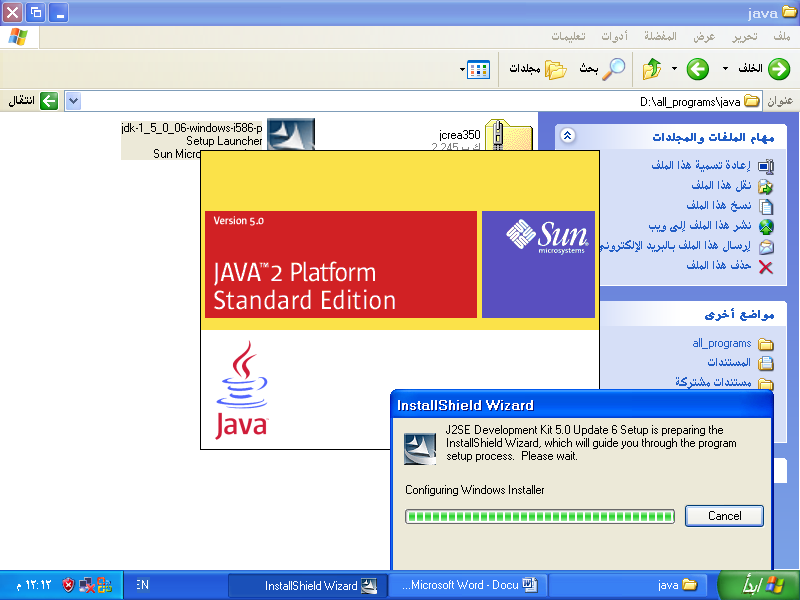 java
ملف
تحرير
عرض
المفضلة
أدوات
تعليمات
الخلف
بحث
مجلدات
عنوان
D:\all_programs\java
انتقال
jdk-1_5_0_06-windows-i586-p
Setup Launcher
Sun Micro
jcrea350
2,245 ك.ب
مهام الملفات والمجلدات
إعادة تسمية هذا الملف
نقل هذا الملف
نسخ هذا الملف
نشر هذا الملف إلى ويب
إرسال هذا الملف بالبريد الإلكتروني
حذف هذا الملف
مواضع أخرى
all_programs
المستندات
مستندات مشتركة
Version 5.0
JAVA™2 Platform
Standard Edition
Sun
microsystems
Java
InstallShield Wizard
J2SE Development Kit 5.0 Update 6 Setup is preparing the
InstallShield Wizard, which will guide you through the program
setup process. Please wait.
Configuring Windows Installer
Cancel
ابدأ
java
Microsoft Word - Docu...
InstallShield Wizard
EN
١٢:١٢ م